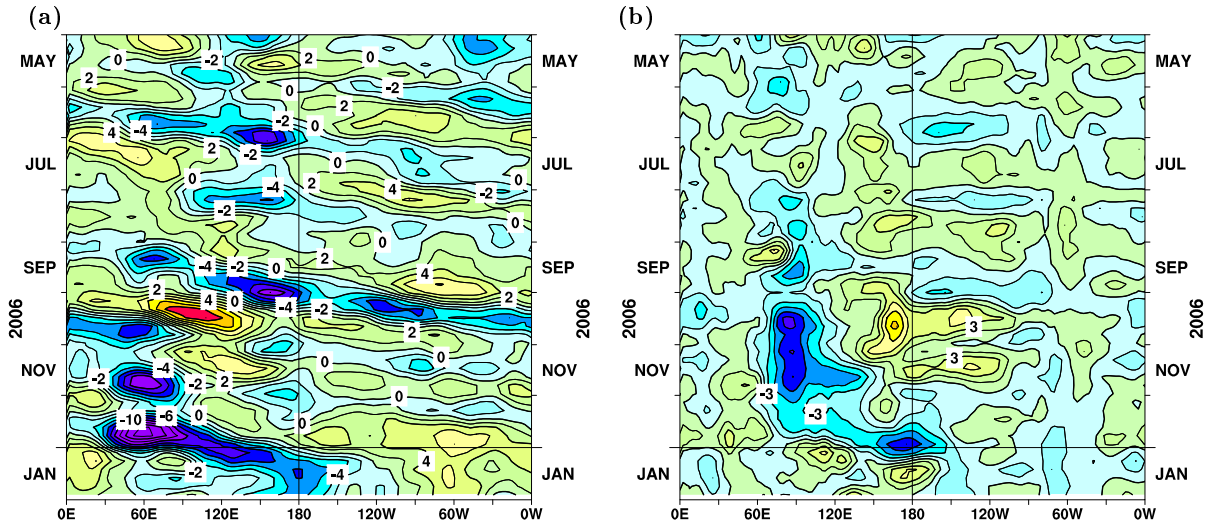 (a) (b)
MAY MAY MAY MAY
JUL JUL JUL JUL
SEP SEP SEP SEP
2006 2006 2006 2006
NOV NOV NOV NOV
JAN JAN JAN JAN
0E 60E 120E 180 120W 60W 0W 0E 60E 120E 180 120W 60W 0W
0 -2 2 0
2 0 2 -2
-4 -2 0
4 2 -2 0
0 -4 2 4 -2 0
-2 0 0
-4 -2 0 2 4
2 4 0 -4 -2 2
3
-4 0 0
3
-2 -2 2 0
-3
-10 -6 0 0
-3
-2 -4 4